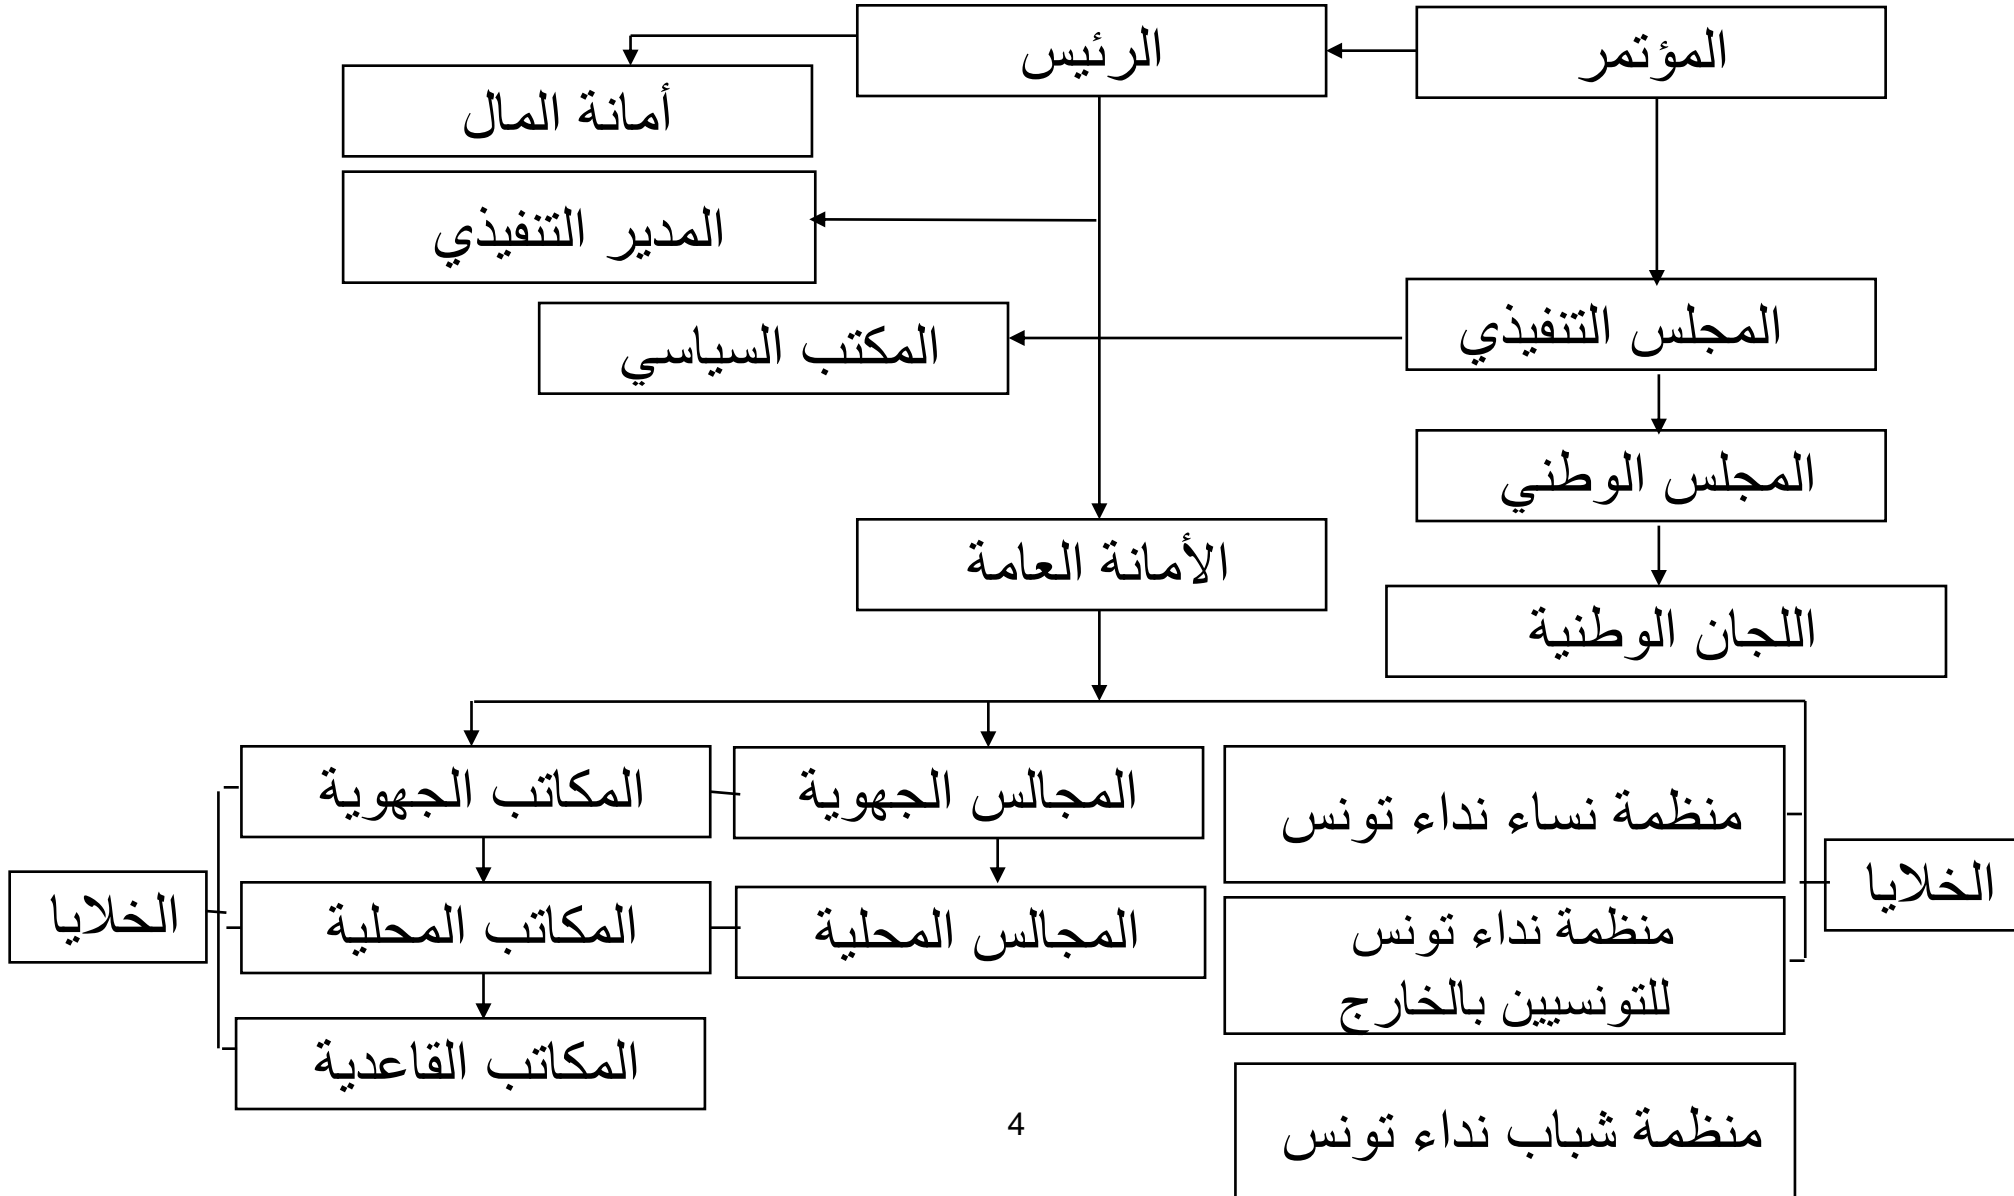 المؤتمر
الرئيس
أمانة المال
المدير التنفيذي
المجلس التنفيذي
المكتب السياسي
المجلس الوطني
الأمانة العامة
اللجان الوطنية
منظمة نساء نداء تونس
المجالس الجهوية
المكاتب الجهوية
الخلايا
منظمة نداء تونس
للتونسيين بالخارج
المجالس المحلية
المكاتب المحلية
الخلايا
المكاتب القاعدية
منظمة شباب نداء تونس
4